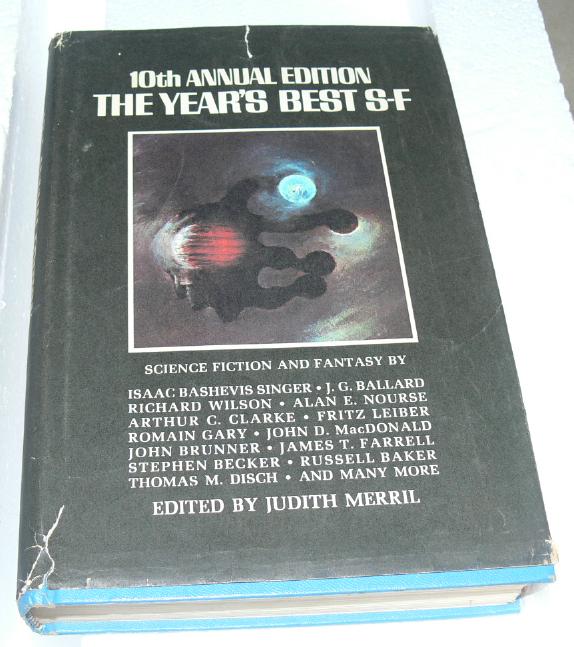 10th ANNUAL EDITION
THE YEAR'S BEST S-F
SCIENCE FICTION AND FANTASY BY
ISAAC BASHEVIS SINGER • J. G. BALLARD
RICHARD WILSON • ALAN E. NOURSE
ARTHUR C. CLARKE • FRITZ LEIBER
ROMAIN GARY • JOHN D. MacDONALD
JOHN BRUNNER • JAMES T. FARRELL
STEPHEN BECKER • RUSSELL BAKER
THOMAS M. DISCH • AND MANY MORE
EDITED BY JUDITH MERRIL